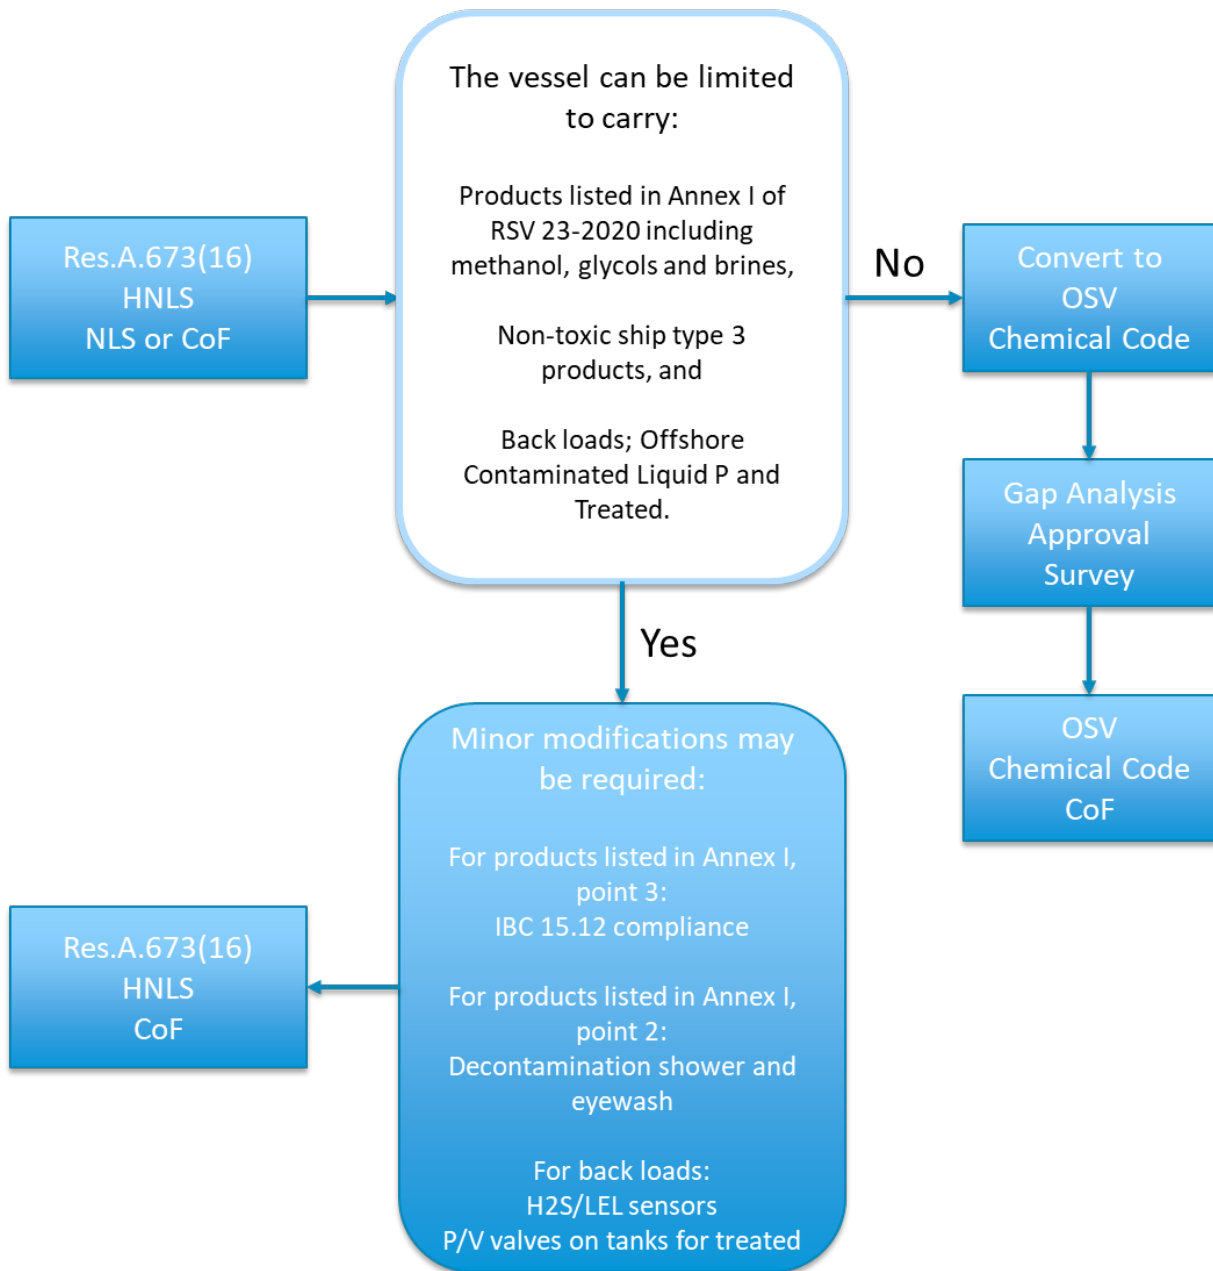 The vessel can be limited
to carry:
Products listed in Annex I of
RSV 23-2020 including
methanol, glycols and brines,
Non-toxic ship type 3
products, and
Back loads; Offshore
Contaminated Liquid P and
Treated.
Res.A.673(16)
HNLS
NLS or CoF
No
Convert to
OSV
Chemical Code
Gap Analysis
Approval
Survey
OSV
Chemical Code
CoF
Yes
Minor modifications may
be required:
For products listed in Annex I,
point 3:
IBC 15.12 compliance
For products listed in Annex I,
point 2:
Decontamination shower and
eyewash
For back loads:
H2S/LEL sensors
P/V valves on tanks for treated
Res.A.673(16)
HNLS
CoF